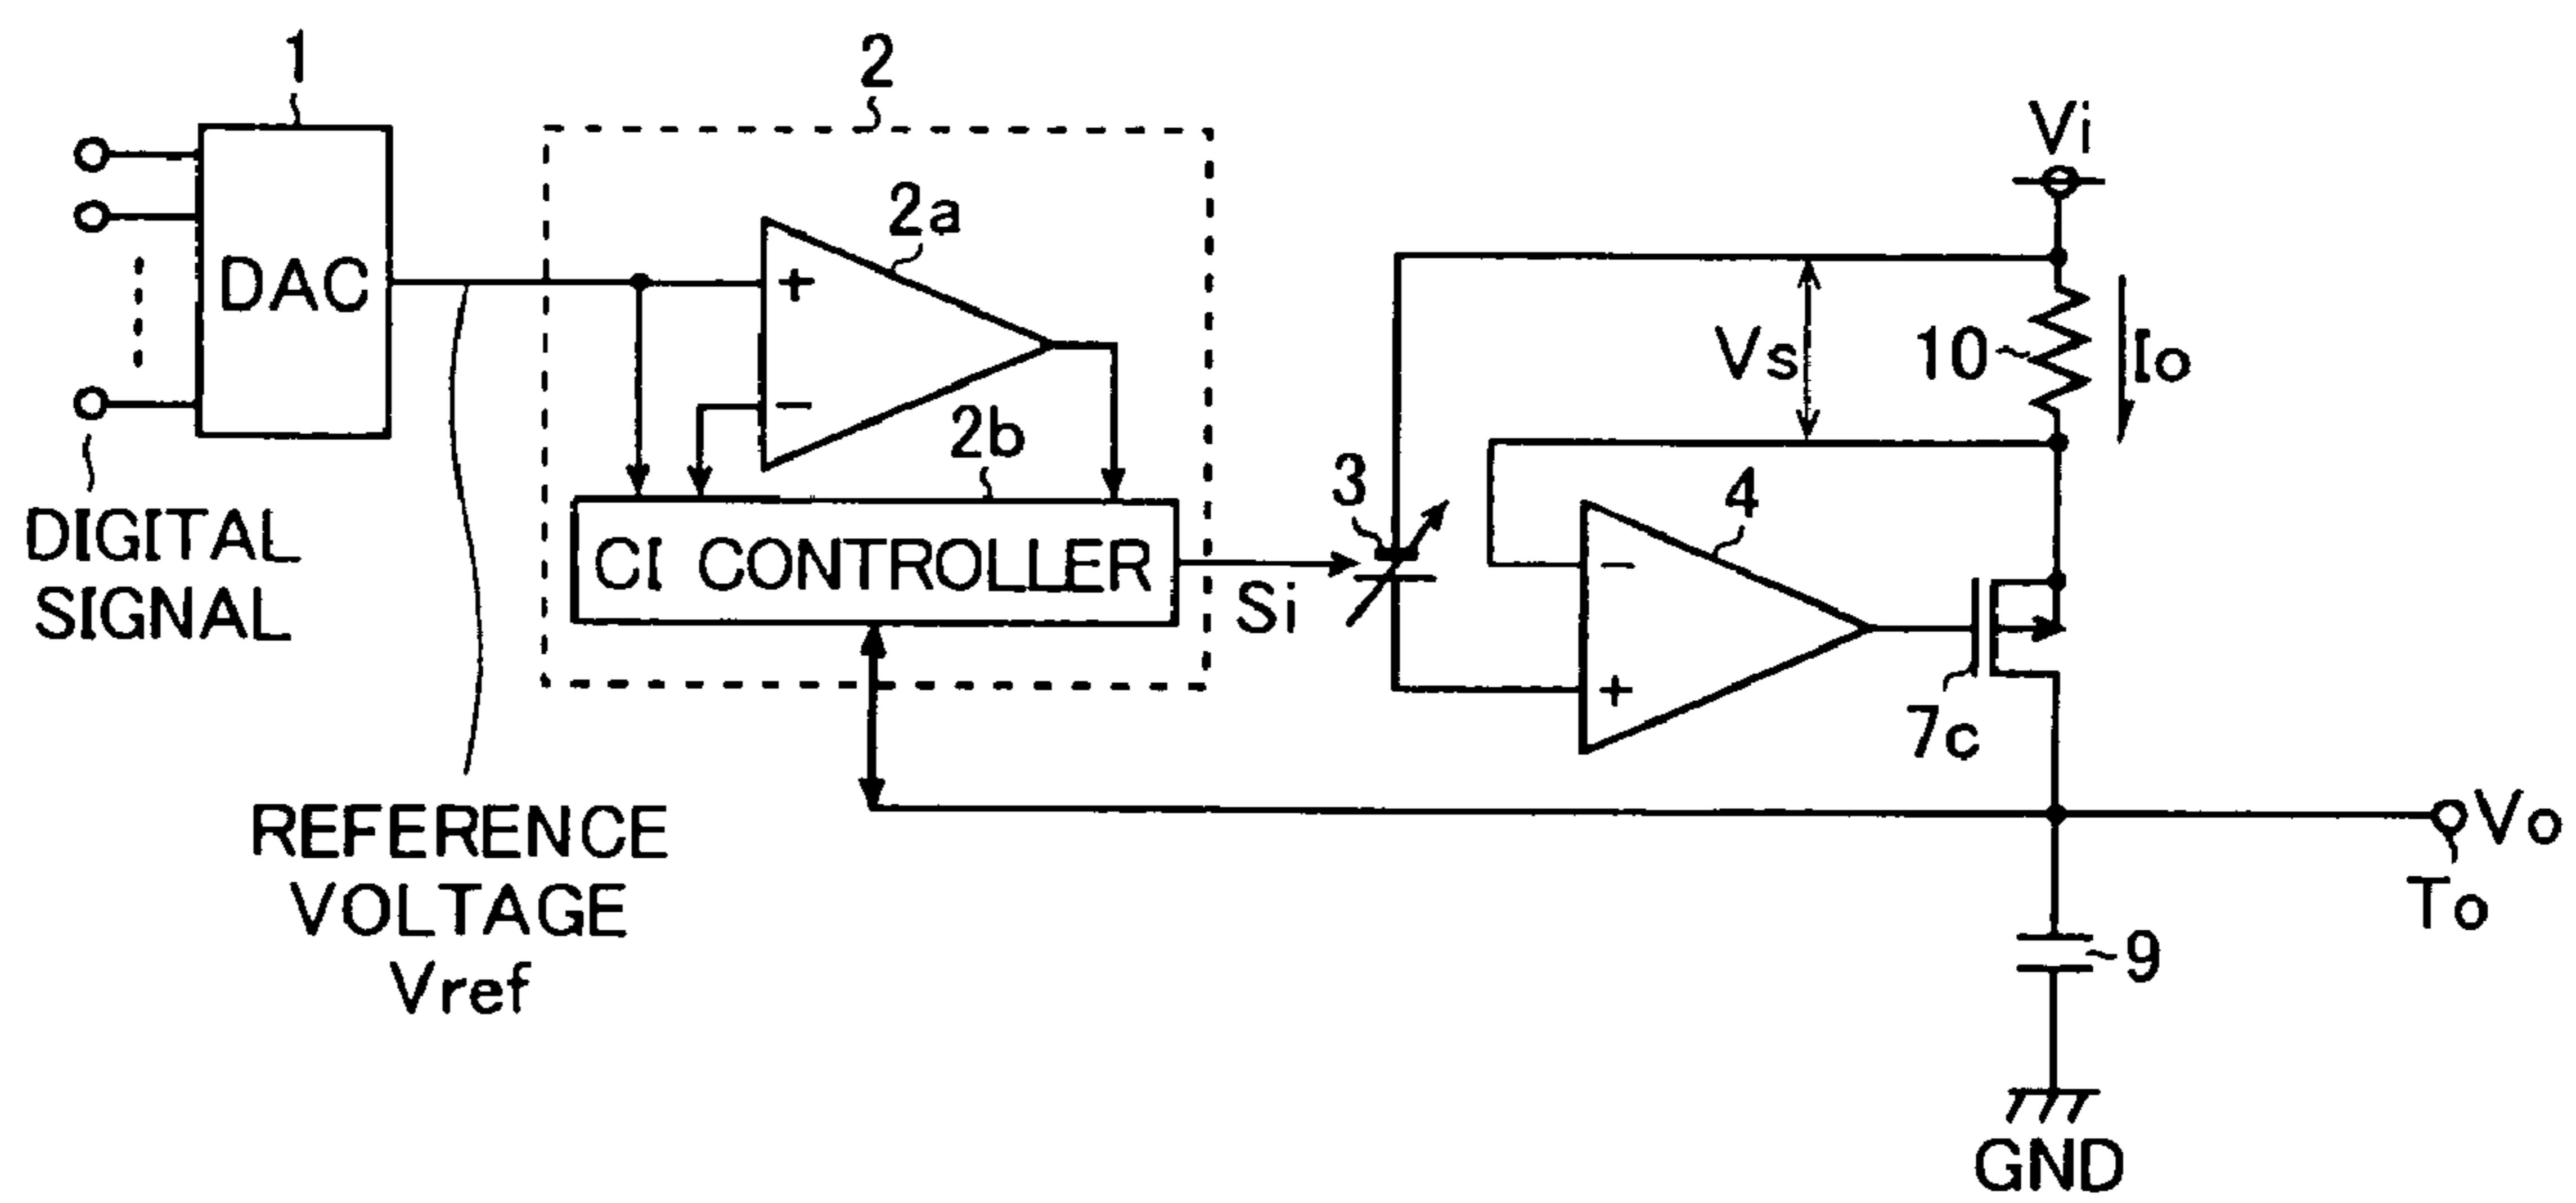 1
2
Vi
2a
+
DAC
Vs
10
Io
−
2b
3
4
DIGITAL
SIGNAL
CI CONTROLLER
Si
−
+
7c
REFERENCE
VOLTAGE
Vref
Vo
To
9
GND